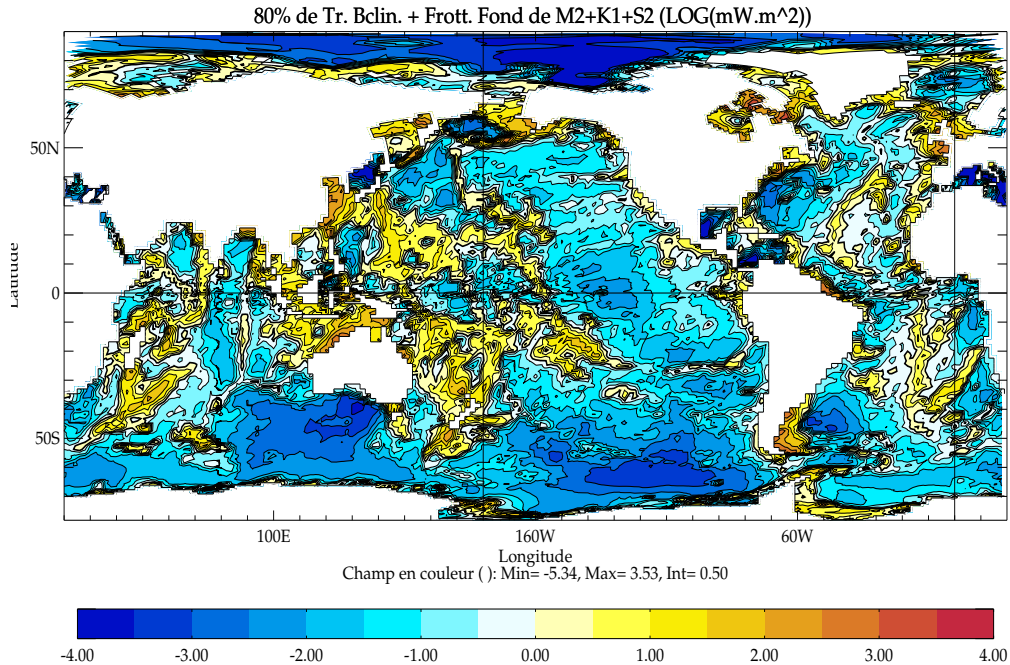 80% de Tr. Bclin. + Frott. Fond de M2+K1+S2 (LOG(mW.m^2))
50N
0
50S
Latitude
100E 160W 60W
Longitude
Champ en couleur ( ): Min= -5.34, Max= 3.53, Int= 0.50
-4.00 -3.00 -2.00 -1.00 0.00 1.00 2.00 3.00 4.00